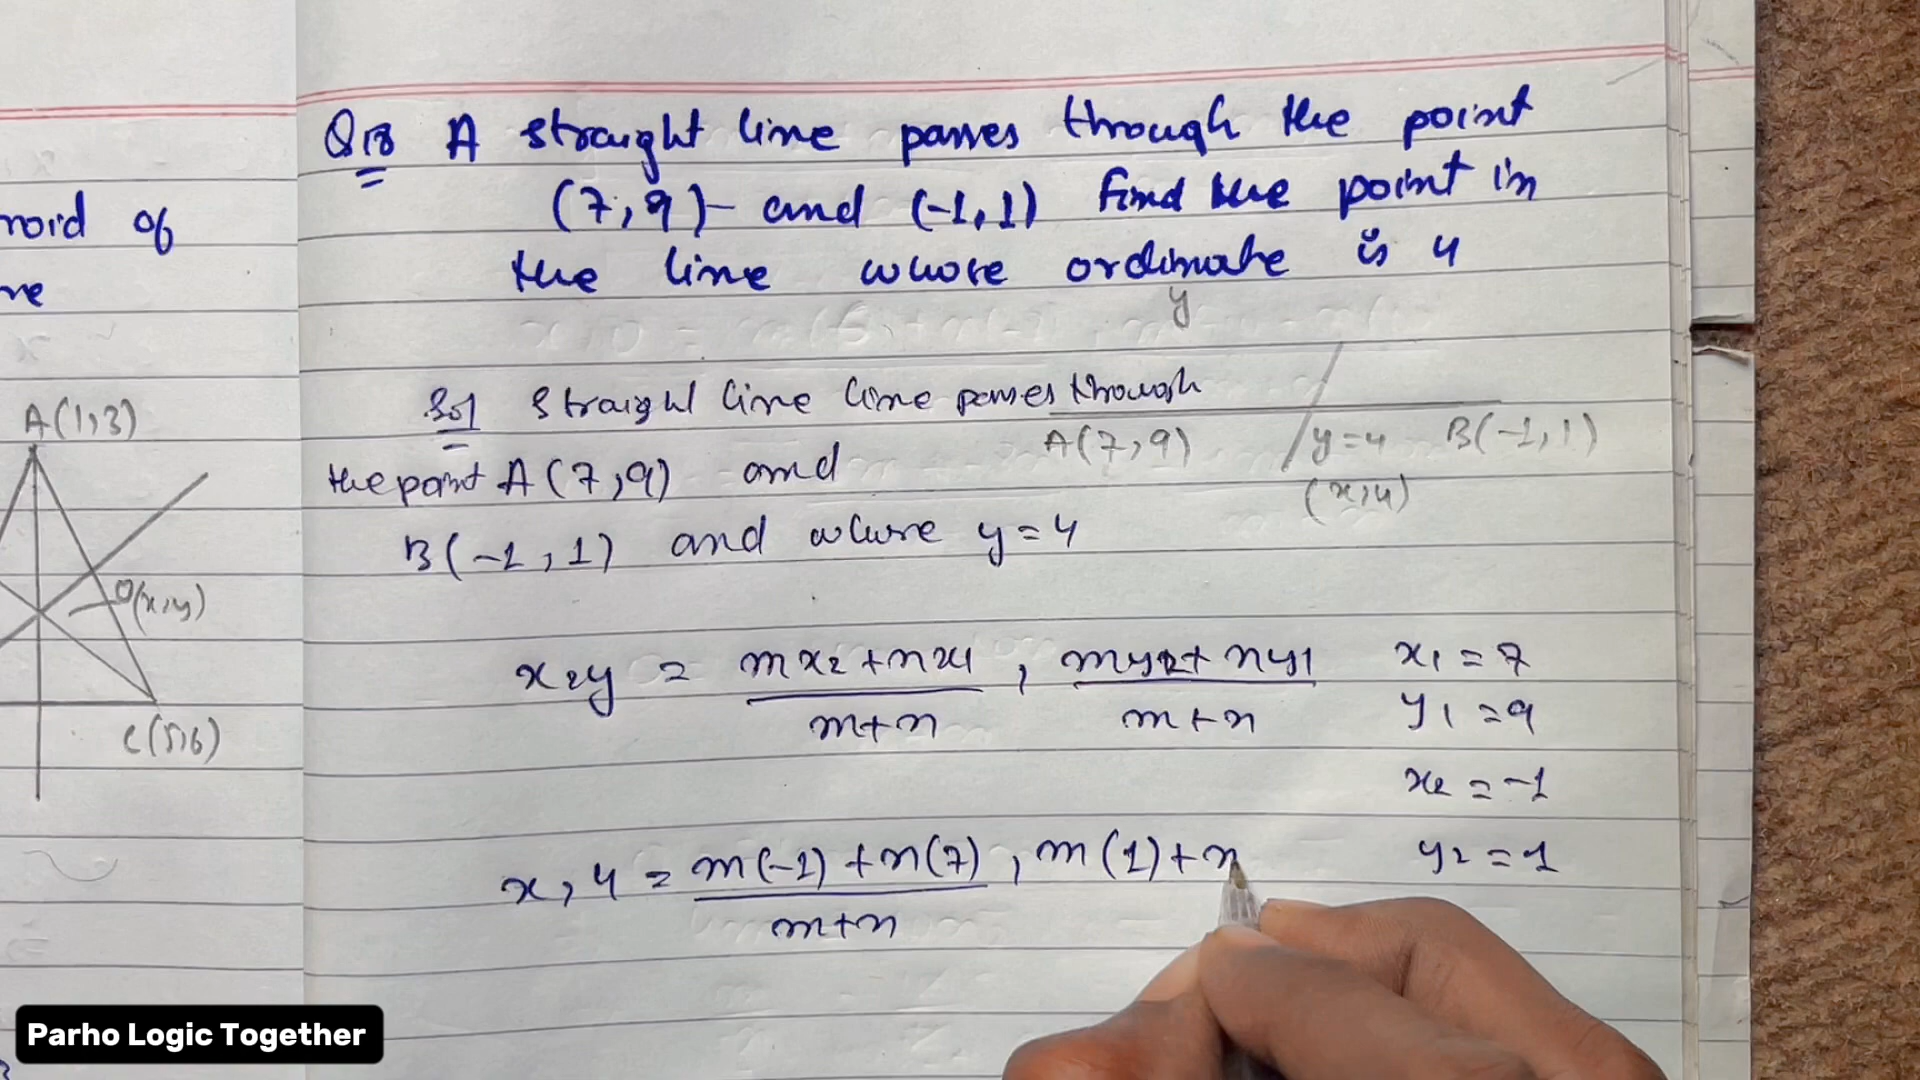 Q18 A straight line passes through the point
(7,9) and (-1,1) Find the point in
the line whose ordinate is 4
y
Sol Straight line line passes through
the point A(7,9) and
B(-1,1) and where y=4
A(7,9) y=4 B(-1,1)
(x,4)
x,y = mx2+nx1 / m+n , my2+ny1 / m+n
x1=7
y1=9
x2=-1
y2=1
x,4 = m(-1)+n(7) / m+n , m(1)+n
roid of
re
A(1,3)
O(x,y)
C(5,6)
Parho Logic Together